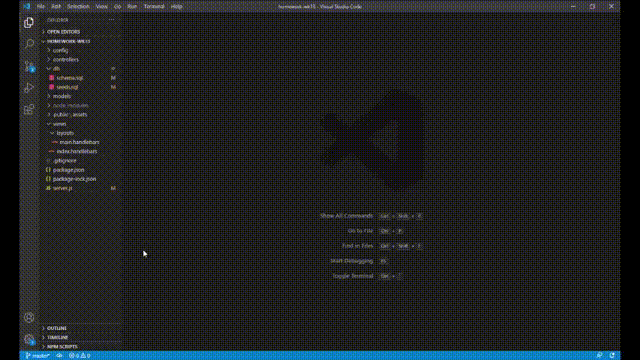 File Edit Selection View Go Run Terminal Help
homework-wk13 - Visual Studio Code
EXPLORER
OPEN EDITORS
HOMEWORK-WK13
config
controllers
db
schema.sql M
seeds.sql M
models
node_modules
public\_assets
views
layouts
main.handlebars
index.handlebars
.gitignore
package.json
package-lock.json
server.js M
Show All Commands Ctrl + Shift + P
Go to File Ctrl + P
Find in Files Ctrl + Shift + F
Start Debugging F5
Toggle Terminal Ctrl +
OUTLINE
TIMELINE
NPM SCRIPTS
master* 0 0